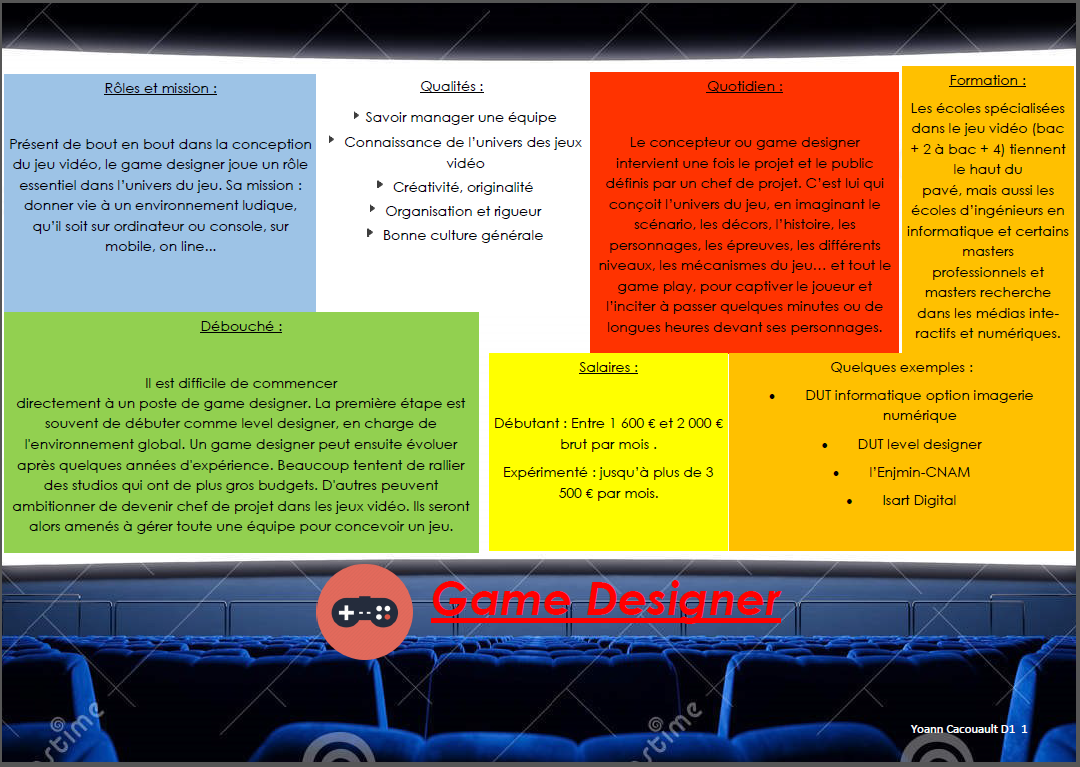 Rôles et mission :
Présent de bout en bout dans la conception
du jeu vidéo, le game designer joue un rôle
essentiel dans l'univers du jeu. Sa mission :
donner vie à un environnement ludique,
qu'il soit sur ordinateur ou console, sur
mobile, on line...
Qualités :
Savoir manager une équipe
Connaissance de l'univers des jeux
vidéo
Créativité, originalité
Organisation et rigueur
Bonne culture générale
Quotidien :
Le concepteur ou game designer
intervient une fois le projet et le public
définis par un chef de projet. C'est lui qui
conçoit l'univers du jeu, en imaginant le
scénario, les décors, l'histoire, les
personnages, les épreuves, les différents
niveaux, les mécanismes du jeu... et tout le
game play, pour captiver le joueur et
l'inciter à passer quelques minutes ou de
longues heures devant ses personnages.
Formation :
Les écoles spécialisées
dans le jeu vidéo (bac
+ 2 à bac + 4) tiennent
le haut du
pavé, mais aussi les
écoles d'ingénieurs en
informatique et certains
masters
professionnels et
masters recherche
dans les médias inte-
ractifs et numériques.
Quelques exemples :
• DUT informatique option imagerie
numérique
• DUT level designer
• l'Enjmin-CNAM
• Isart Digital
Débouché :
Il est difficile de commencer
directement à un poste de game designer. La première étape est
souvent de débuter comme level designer, en charge de
l'environnement global. Un game designer peut ensuite évoluer
après quelques années d'expérience. Beaucoup tentent de rallier
des studios qui ont de plus gros budgets. D'autres peuvent
ambitionner de devenir chef de projet dans les jeux vidéo. Ils seront
alors amenés à gérer toute une équipe pour concevoir un jeu.
Salaires :
Débutant : Entre 1 600 € et 2 000 €
brut par mois .
Expérimenté : jusqu'à plus de 3
500 € par mois.
Game Designer
Yoann Cacouault D1 1